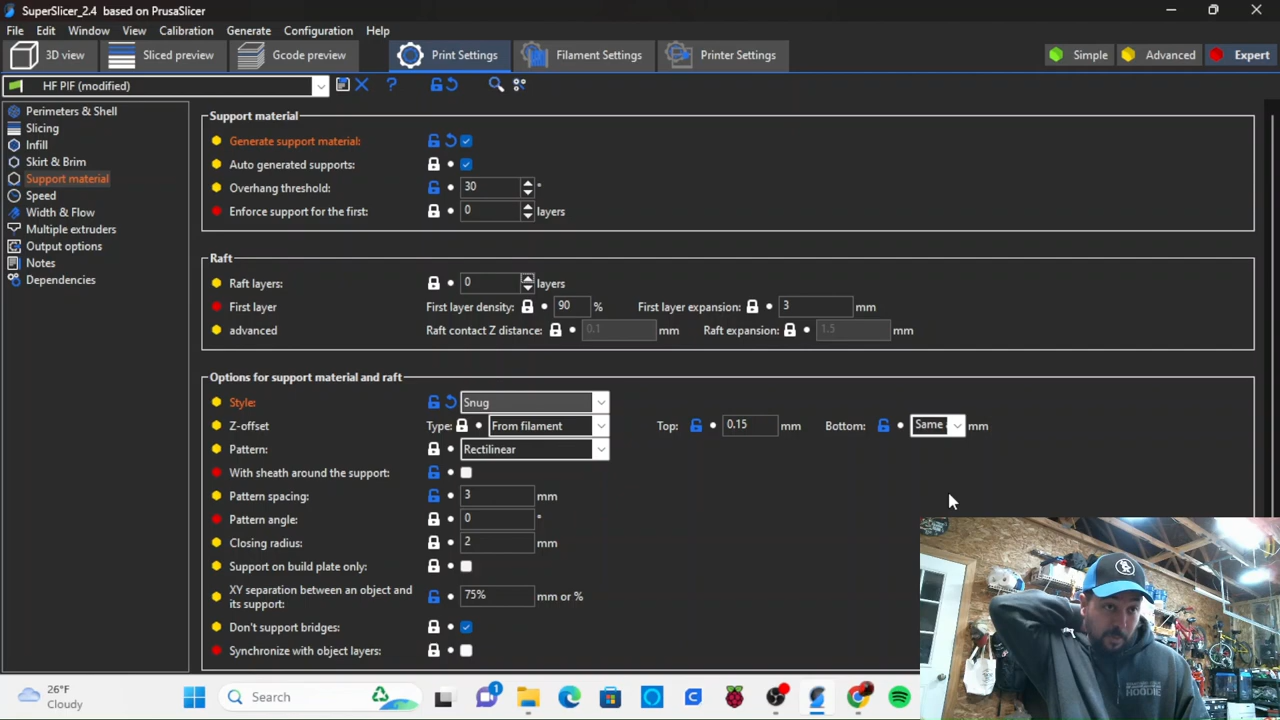 SuperSlicer_2.4 based on PrusaSlicer
File Edit Window View Calibration Generate Configuration Help
3D view Sliced preview Gcode preview Print Settings Filament Settings Printer Settings Simple Advanced Expert
HF PIF (modified) ?
Perimeters & Shell
Slicing
Infill
Skirt & Brim
Support material
Speed
Width & Flow
Multiple extruders
Output options
Notes
Dependencies
Support material
Generate support material:
Auto generated supports:
Overhang threshold: 30 °
Enforce support for the first: 0 layers
Raft
Raft layers: 0 layers
First layer First layer density: 90 % First layer expansion: 3 mm
advanced Raft contact Z distance: 0.1 mm Raft expansion: 1.5 mm
Options for support material and raft
Style: Snug
Z-offset Type: From filament Top: 0.15 mm Bottom: Same mm
Pattern: Rectilinear
With sheath around the support:
Pattern spacing: 3 mm
Pattern angle: 0 °
Closing radius: 2 mm
Support on build plate only:
XY separation between an object and
its support: 75% mm or %
Don't support bridges:
Synchronize with object layers:
HOODIE
26°F
Cloudy
Search
1